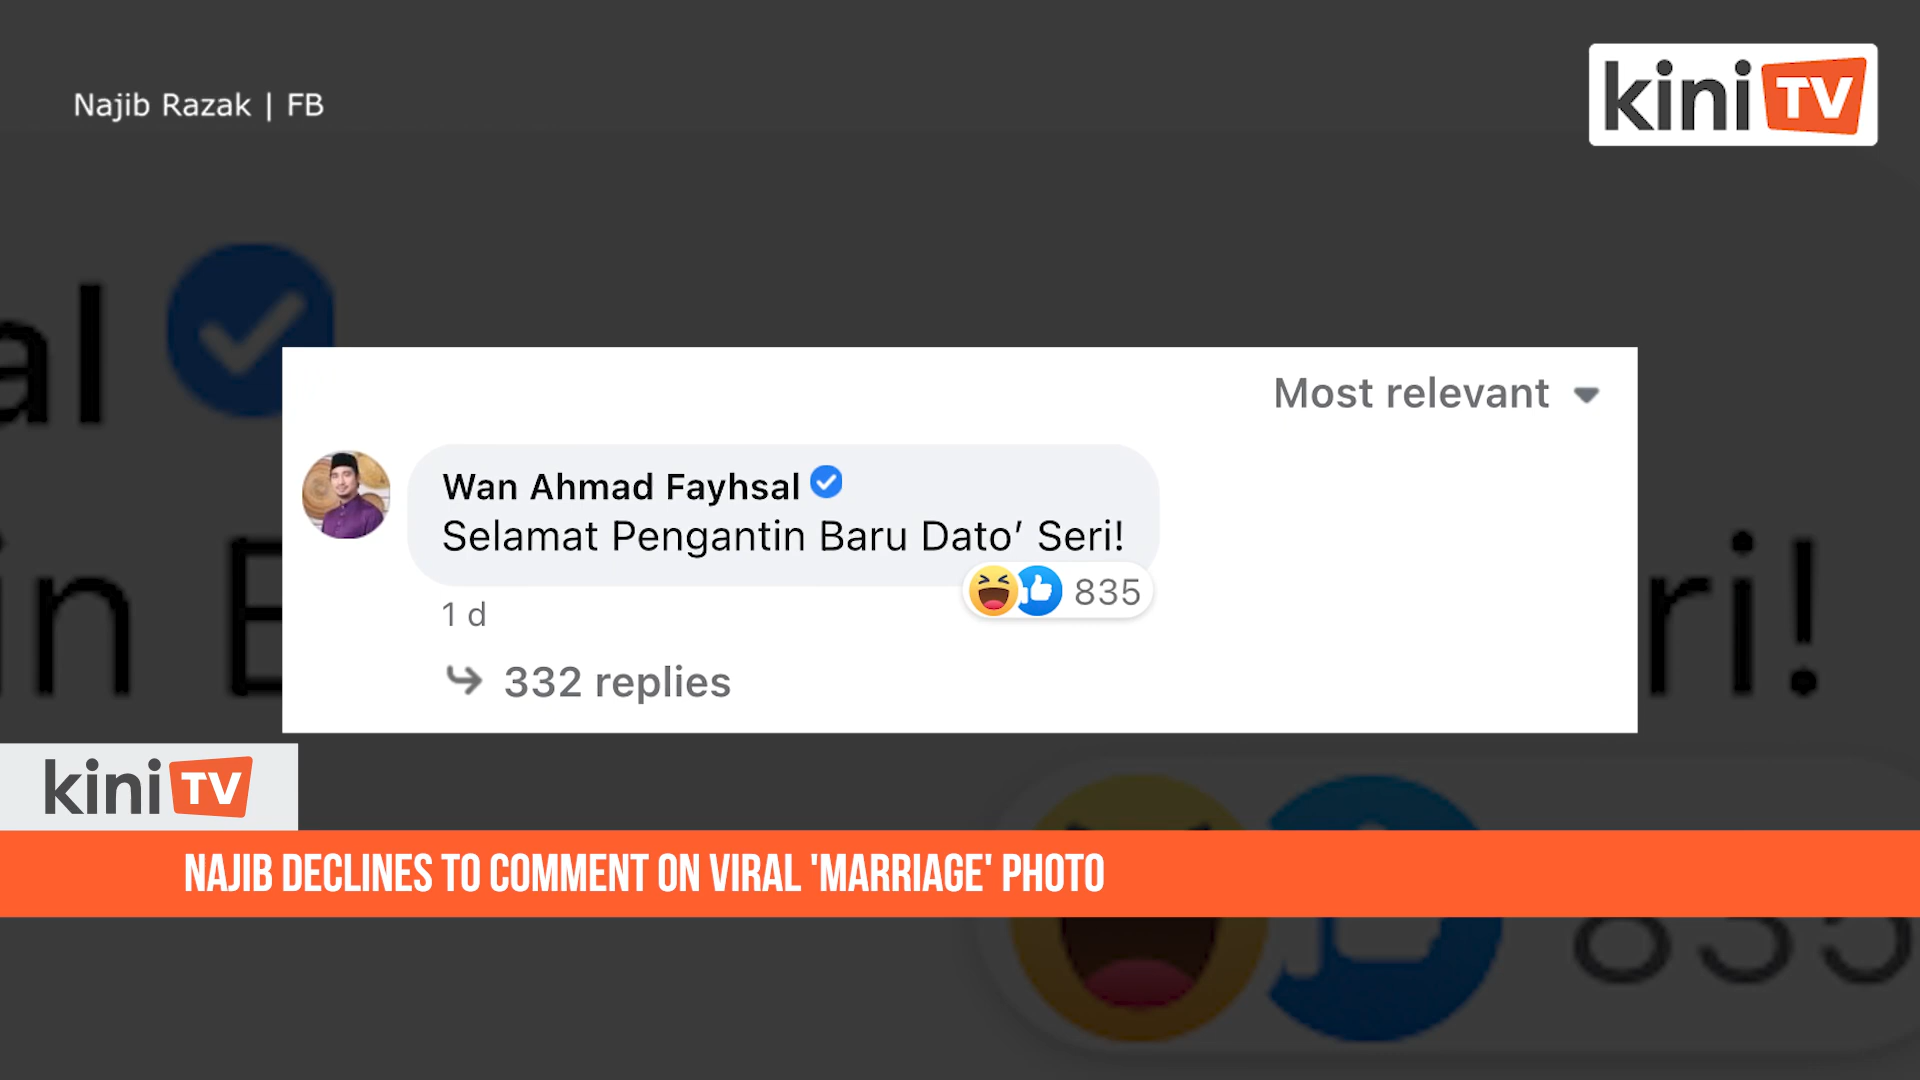 Najib Razak | FB
kini TV
Most relevant
Wan Ahmad Fayhsal
Selamat Pengantin Baru Dato’ Seri!
835
1 d
332 replies
kini TV
NAJIB DECLINES TO COMMENT ON VIRAL 'MARRIAGE' PHOTO